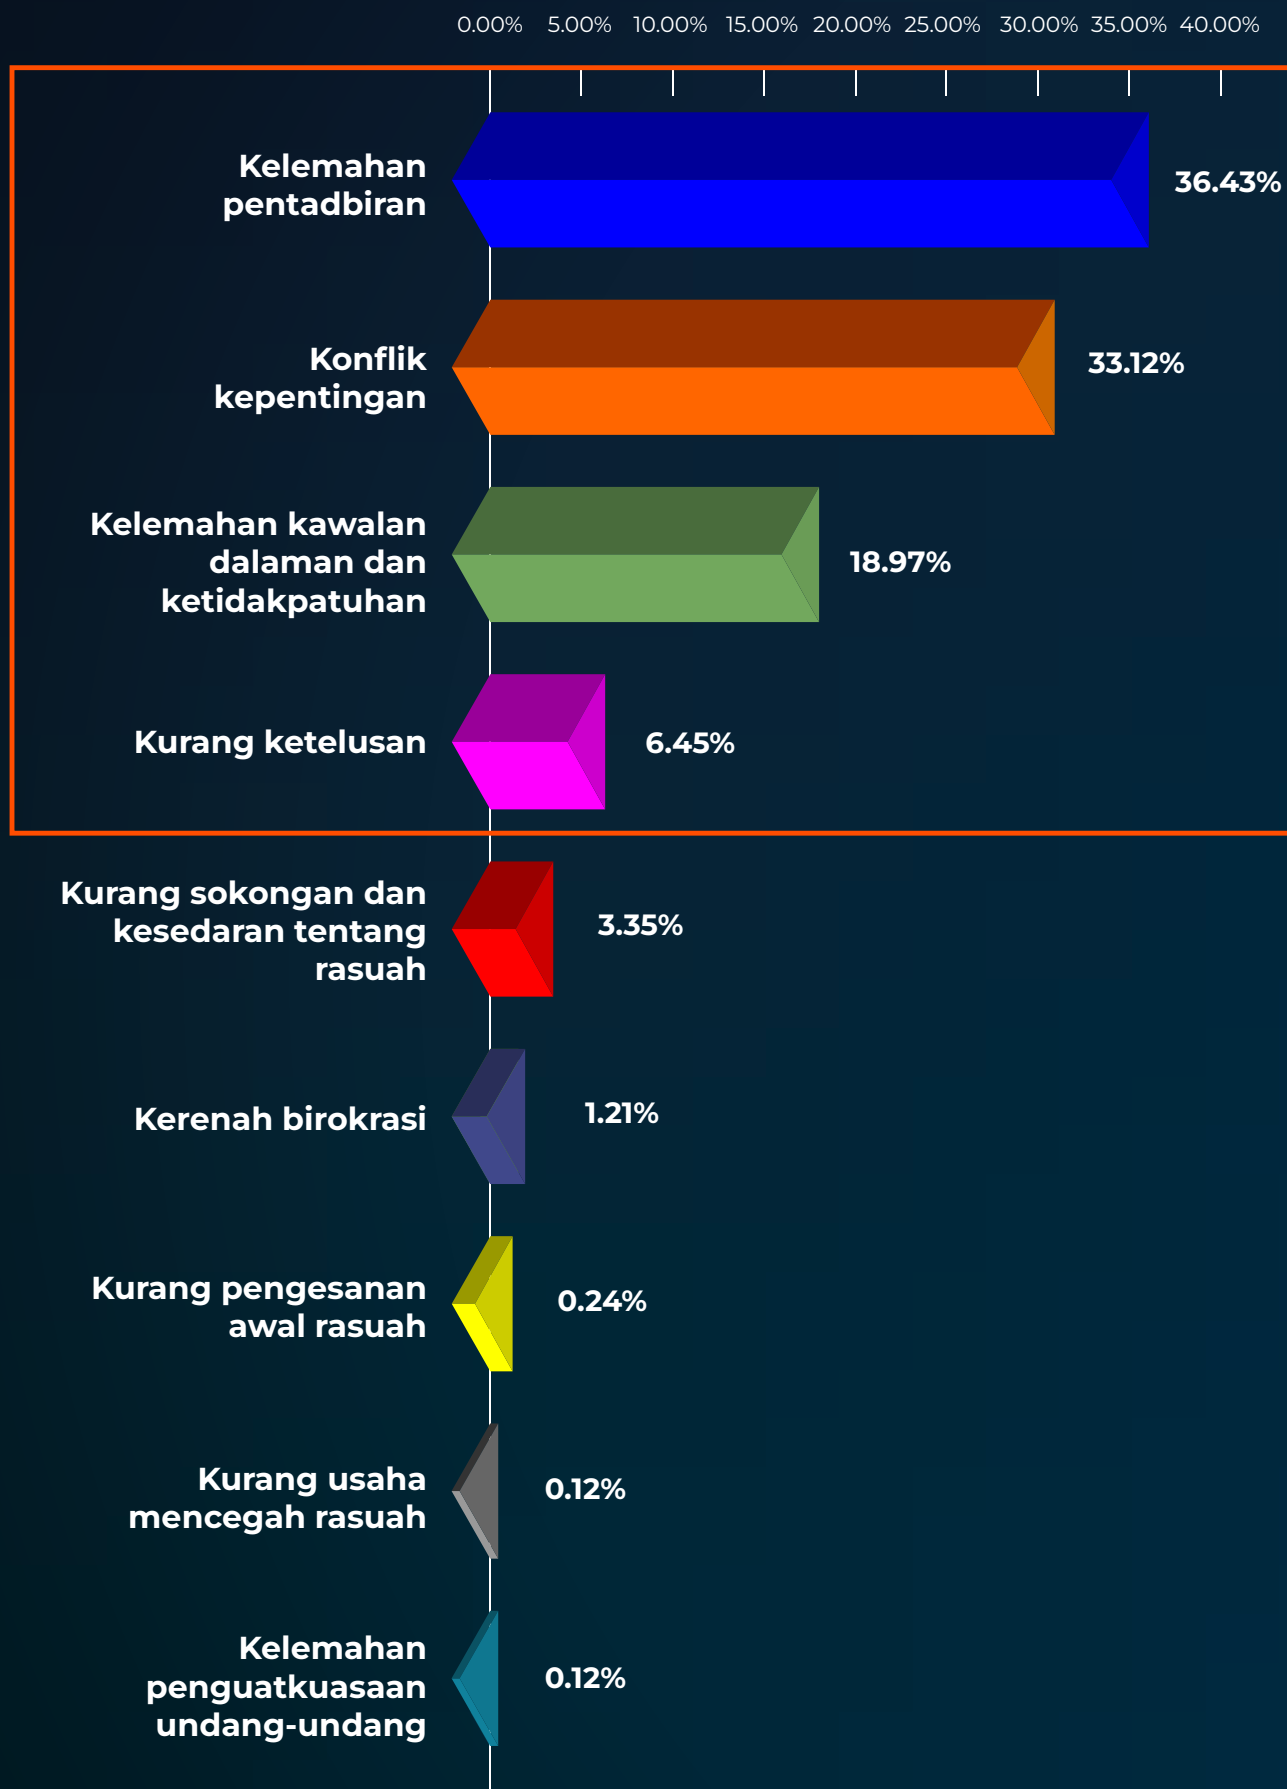 0.00% 5.00% 10.00% 15.00% 20.00% 25.00% 30.00% 35.00% 40.00%
Kelemahan
pentadbiran
36.43%
Konflik
kepentingan
33.12%
Kelemahan kawalan
dalaman dan
ketidakpatuhan
18.97%
Kurang ketelusan
6.45%
Kurang sokongan dan
kesedaran tentang
rasuah
3.35%
Kerenah birokrasi
1.21%
Kurang pengesanan
awal rasuah
0.24%
Kurang usaha
mencegah rasuah
0.12%
Kelemahan
penguatkuasaan
undang-undang
0.12%